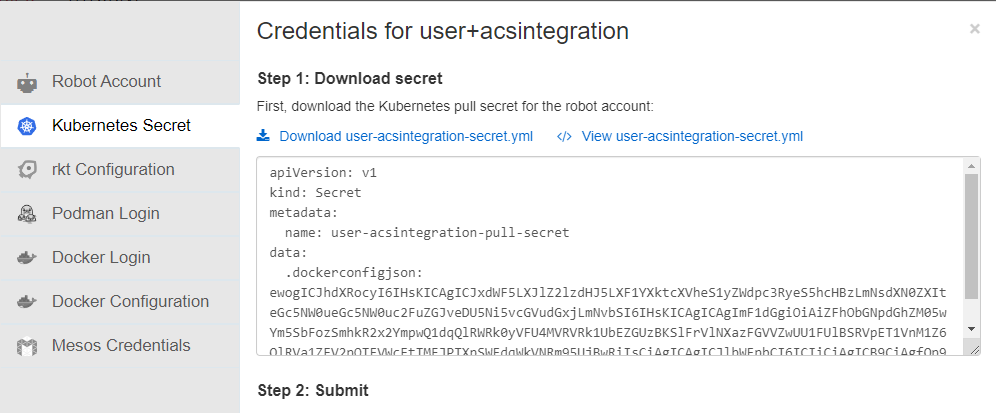 Credentials for user+acsintegration
×
Robot Account
Kubernetes Secret
rkt Configuration
Podman Login
Docker Login
Docker Configuration
Mesos Credentials
Step 1: Download secret
First, download the Kubernetes pull secret for the robot account:
Download user-acsintegration-secret.yml
</> View user-acsintegration-secret.yml
apiVersion: v1
kind: Secret
metadata:
name: user-acsintegration-pull-secret
data:
.dockerconfigjson:
Step 2: Submit